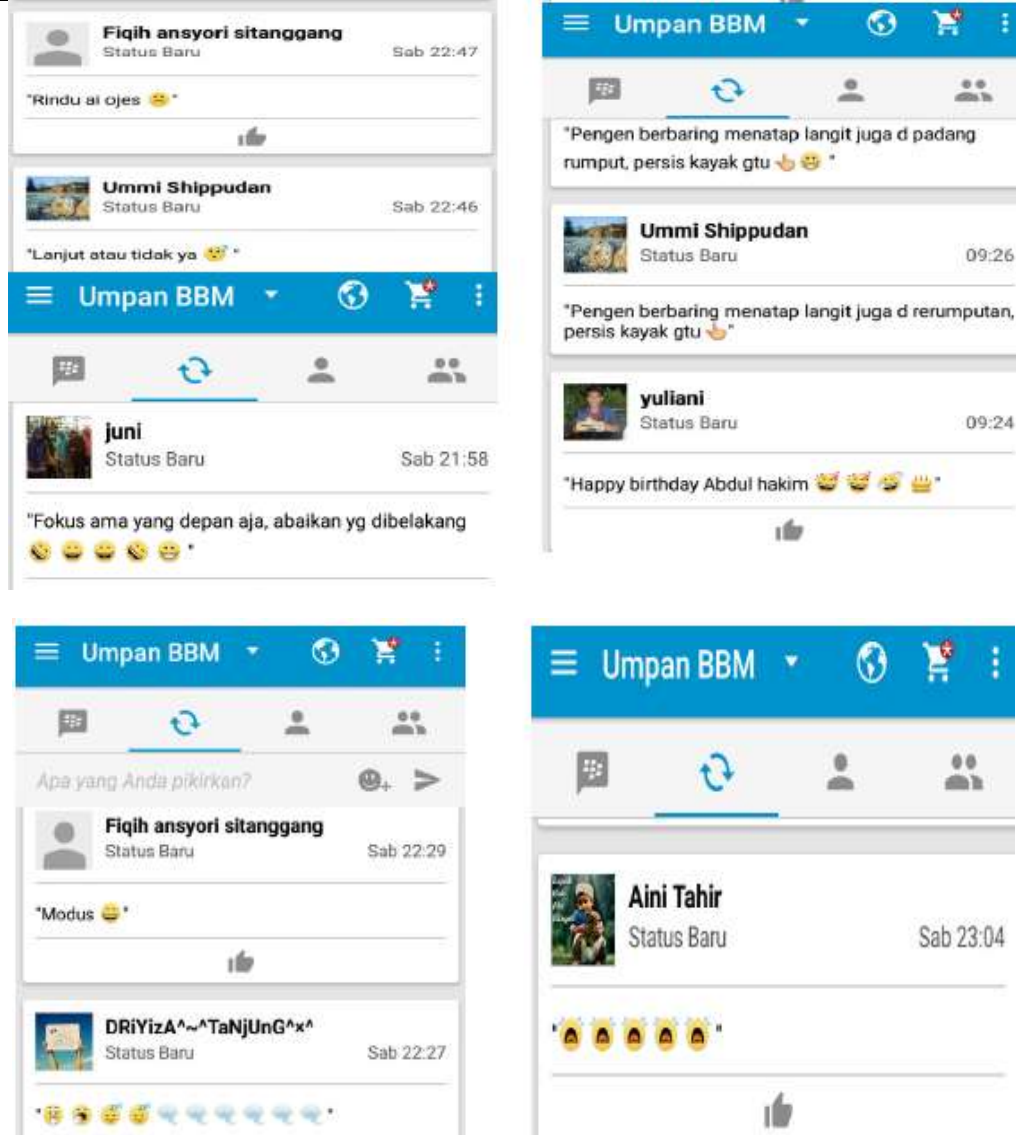 Fiqih ansyori sitanggang
Status Baru Sab 22:47
"Rindu ai ojes 😕"
Ummi Shippudan
Status Baru Sab 22:46
"Lanjut atau tidak ya 😴"
Umpan BBM
juni
Status Baru Sab 21:58
"Fokus ama yang depan aja, abaikan yg dibelakang
🤣 😄 😄 🤣 😁"
Umpan BBM
"Pengen berbaring menatap langit juga d padang
rumput, persis kayak gtu 👆 😁 "
Ummi Shippudan
Status Baru 09:26
"Pengen berbaring menatap langit juga d rerumputan,
persis kayak gtu 👆"
yuliani
Status Baru 09:24
"Happy birthday Abdul hakim 🥳 🥳 🥳 🎂"
Umpan BBM
Apa yang Anda pikirkan?
Fiqih ansyori sitanggang
Status Baru Sab 22:29
"Modus 😄"
DRiYizA^~^TaNjUnG^x^
Status Baru Sab 22:27
Umpan BBM
Aini Tahir
Status Baru Sab 23:04
"😭 😭 😭 😭 😭"